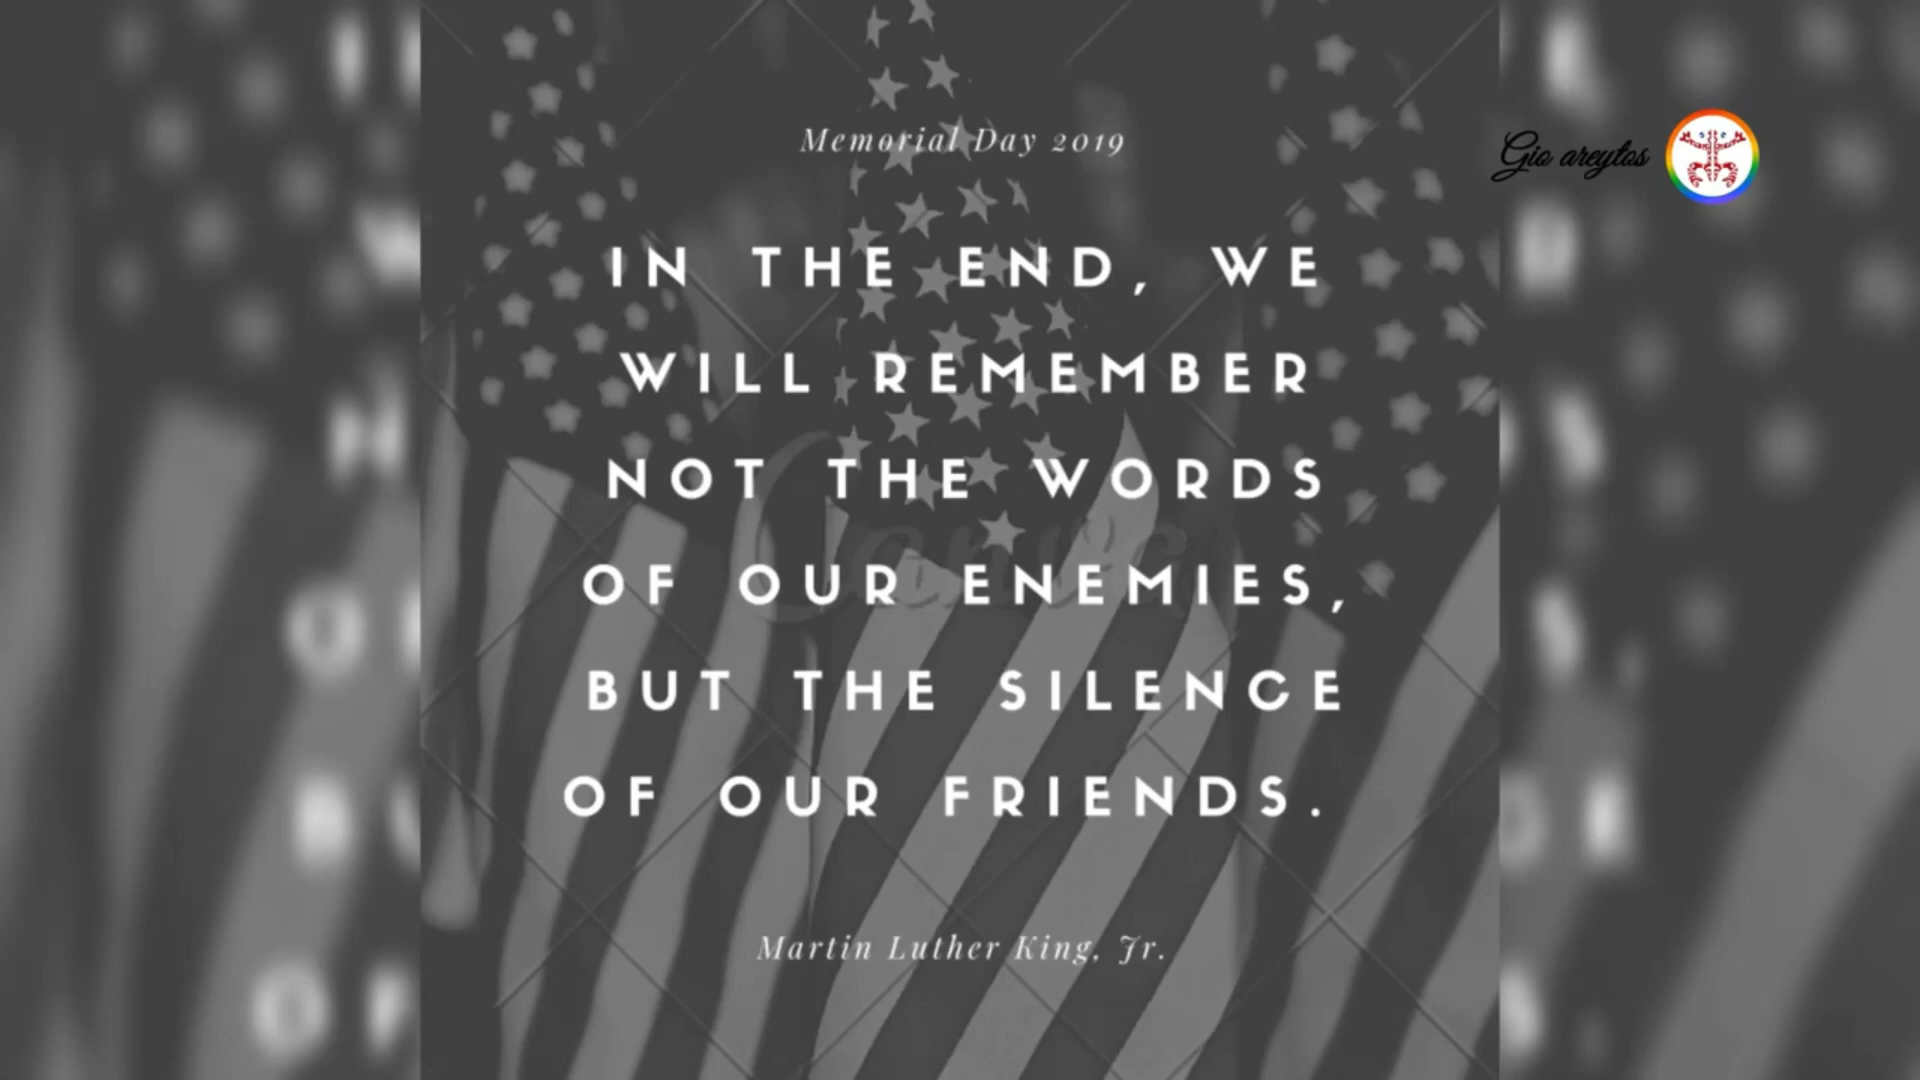 Memorial Day 2019
Gio areytos
IN THE END, WE
WILL REMEMBER
NOT THE WORDS
OF OUR ENEMIES,
BUT THE SILENCE
OF OUR FRIENDS.
Canva
Martin Luther King, Jr.